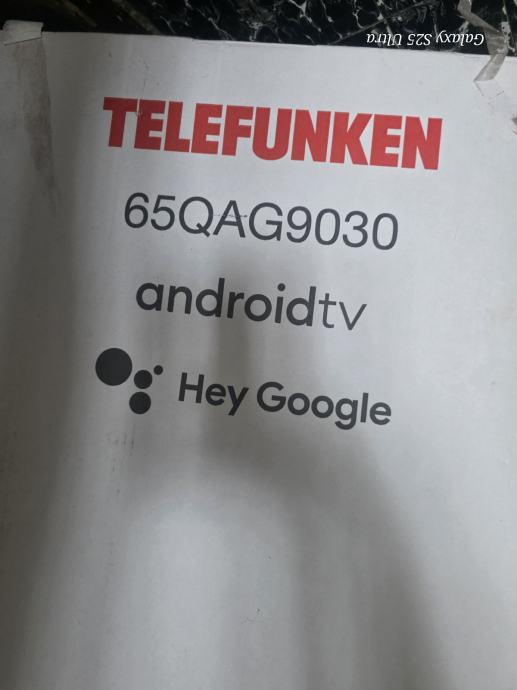 Galaxy S25 Ultra
TELEFUNKEN
65QAG9030
androidtv
Hey Google